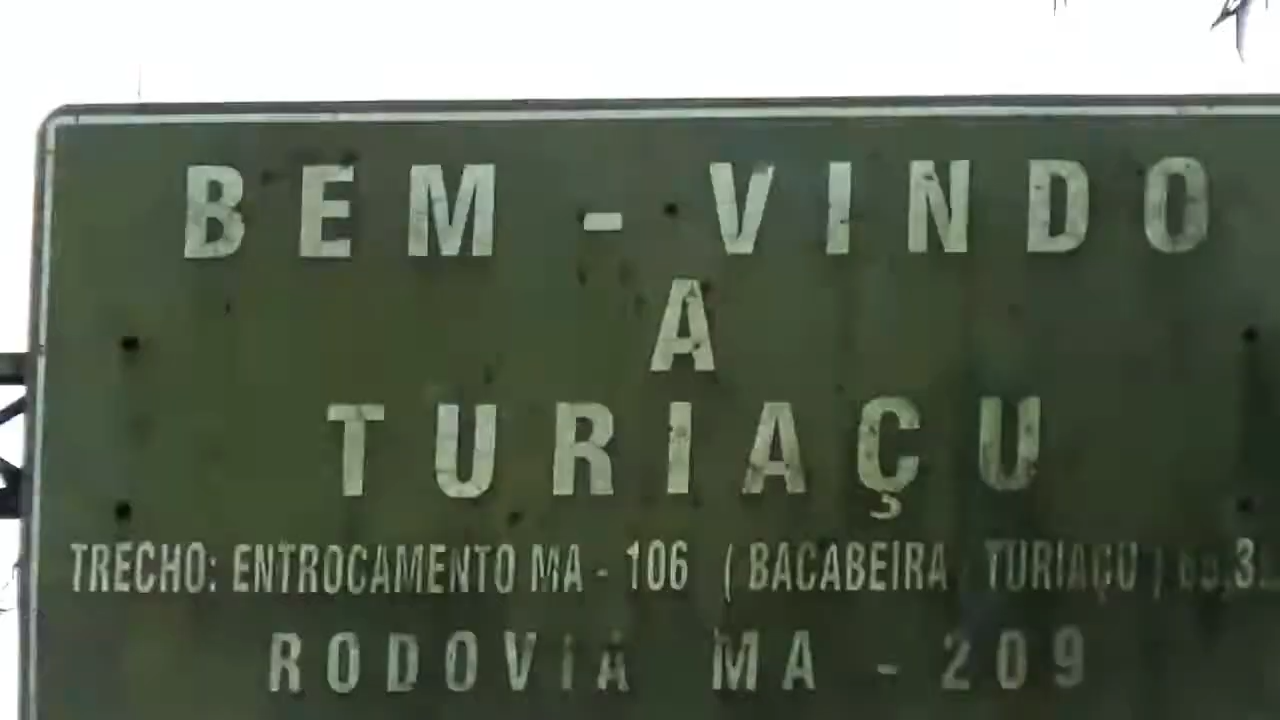 BEM - VINDO
A
TURIAÇU
TRECHO: ENTROCAMENTO MA - 106 ( BACABEIRA TURIAÇU )
RODOVIA MA - 209